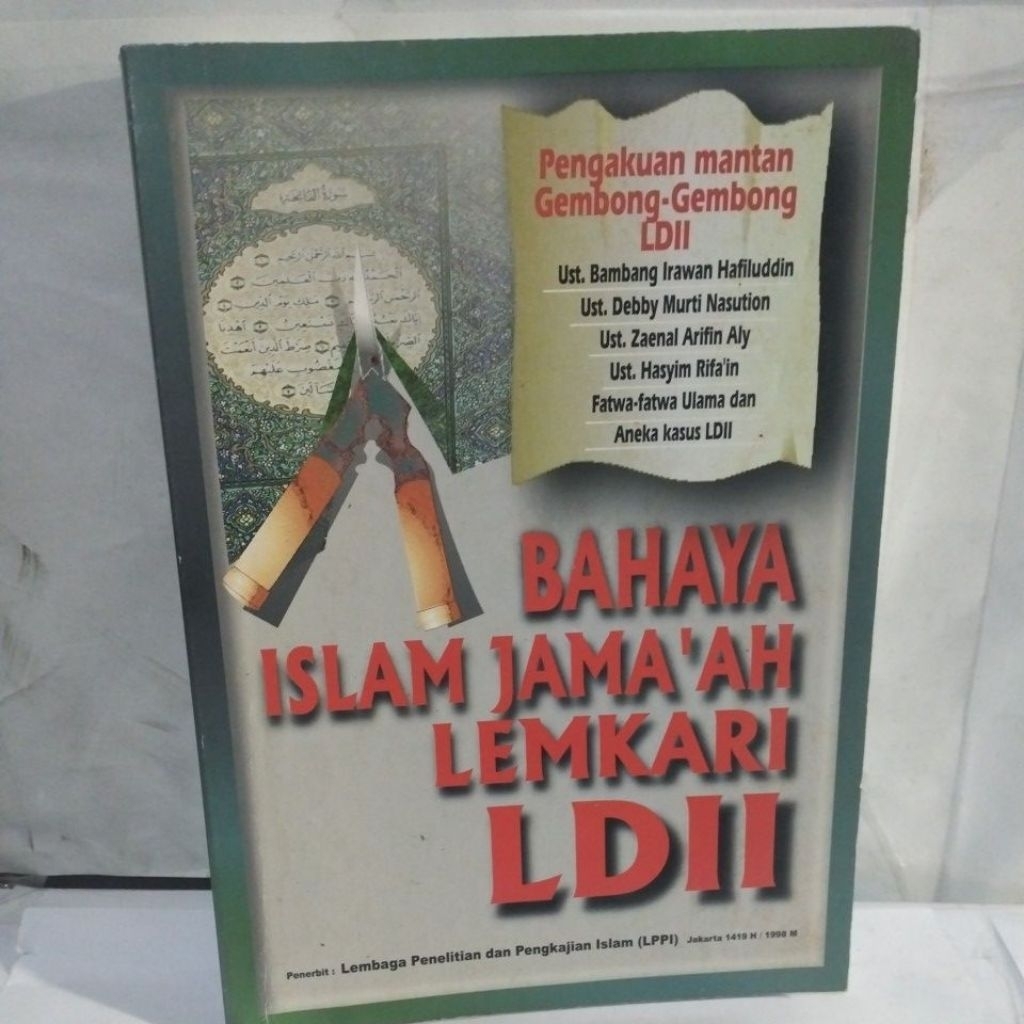 Pengakuan mantan
Gembong-Gembong
LDII
Ust. Bambang Irawan Hafiluddin
Ust. Debby Murti Nasution
Ust. Zaenal Arifin Aly
Ust. Hasyim Rifa'in
Fatwa-fatwa Ulama dan
Aneka kasus LDII
BAHAYA
ISLAM JAMA'AH
LEMKARI
LDII
Penerbit : Lembaga Penelitian dan Pengkajian Islam (LPPI) Jakarta 1419 H / 1998 M